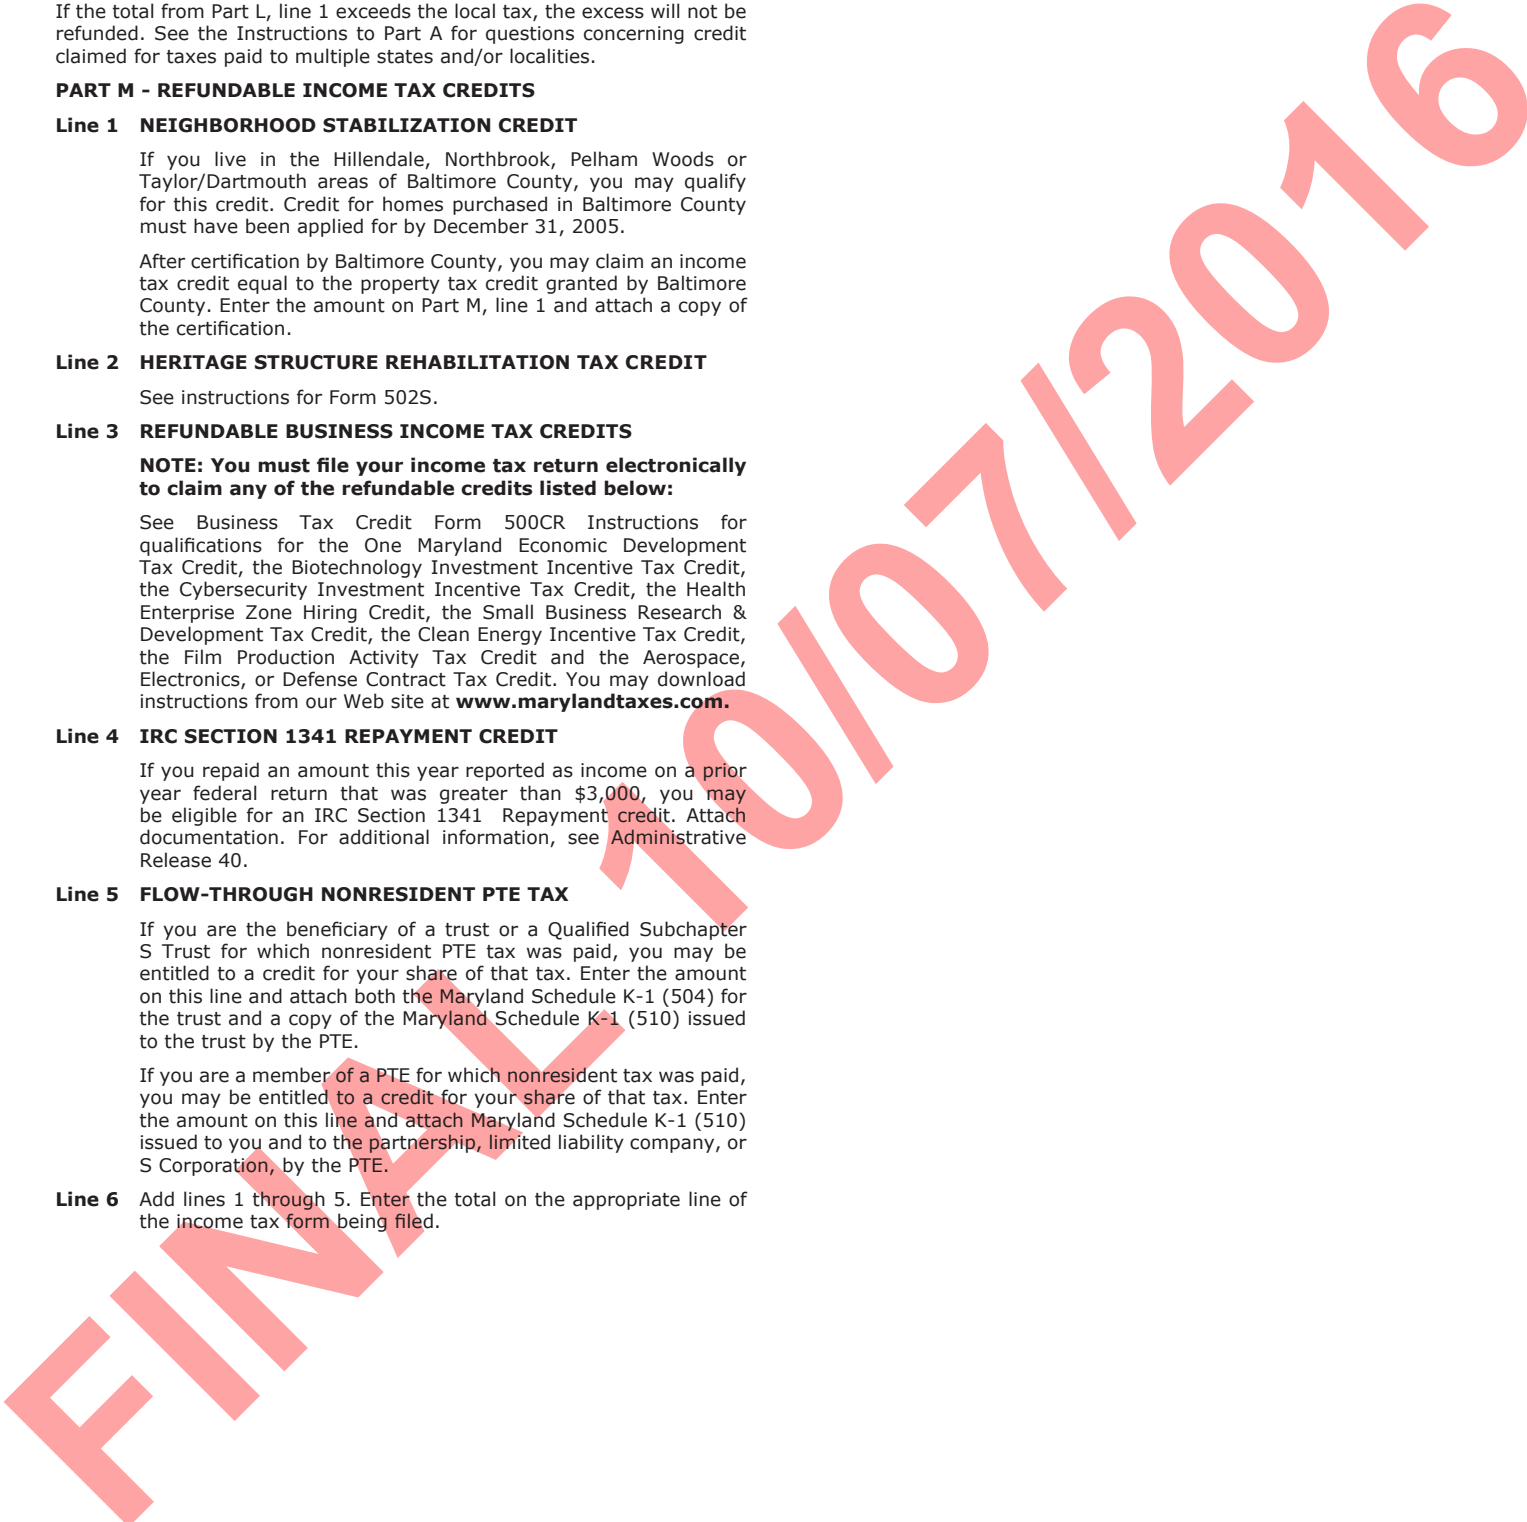 If the total from Part L, line 1 exceeds the local tax, the excess will not be
refunded. See the Instructions to Part A for questions concerning credit
claimed for taxes paid to multiple states and/or localities.
PART M - REFUNDABLE INCOME TAX CREDITS
Line 1 NEIGHBORHOOD STABILIZATION CREDIT
If you live in the Hillendale, Northbrook, Pelham Woods or
Taylor/Dartmouth areas of Baltimore County, you may qualify
for this credit. Credit for homes purchased in Baltimore County
must have been applied for by December 31, 2005.
After certification by Baltimore County, you may claim an income
tax credit equal to the property tax credit granted by Baltimore
County. Enter the amount on Part M, line 1 and attach a copy of
the certification.
Line 2 HERITAGE STRUCTURE REHABILITATION TAX CREDIT
See instructions for Form 502S.
Line 3 REFUNDABLE BUSINESS INCOME TAX CREDITS
NOTE: You must file your income tax return electronically
to claim any of the refundable credits listed below:
See Business Tax Credit Form 500CR Instructions for
qualifications for the One Maryland Economic Development
Tax Credit, the Biotechnology Investment Incentive Tax Credit,
the Cybersecurity Investment Incentive Tax Credit, the Health
Enterprise Zone Hiring Credit, the Small Business Research &
Development Tax Credit, the Clean Energy Incentive Tax Credit,
the Film Production Activity Tax Credit and the Aerospace,
Electronics, or Defense Contract Tax Credit. You may download
instructions from our Web site at www.marylandtaxes.com.
Line 4 IRC SECTION 1341 REPAYMENT CREDIT
If you repaid an amount this year reported as income on a prior
year federal return that was greater than $3,000, you may
be eligible for an IRC Section 1341 Repayment credit. Attach
documentation. For additional information, see Administrative
Release 40.
Line 5 FLOW-THROUGH NONRESIDENT PTE TAX
If you are the beneficiary of a trust or a Qualified Subchapter
S Trust for which nonresident PTE tax was paid, you may be
entitled to a credit for your share of that tax. Enter the amount
on this line and attach both the Maryland Schedule K-1 (504) for
the trust and a copy of the Maryland Schedule K-1 (510) issued
to the trust by the PTE.
If you are a member of a PTE for which nonresident tax was paid,
you may be entitled to a credit for your share of that tax. Enter
the amount on this line and attach Maryland Schedule K-1 (510)
issued to you and to the partnership, limited liability company, or
S Corporation, by the PTE.
Line 6 Add lines 1 through 5. Enter the total on the appropriate line of
the income tax form being filed.
FINAL 10/07/2016